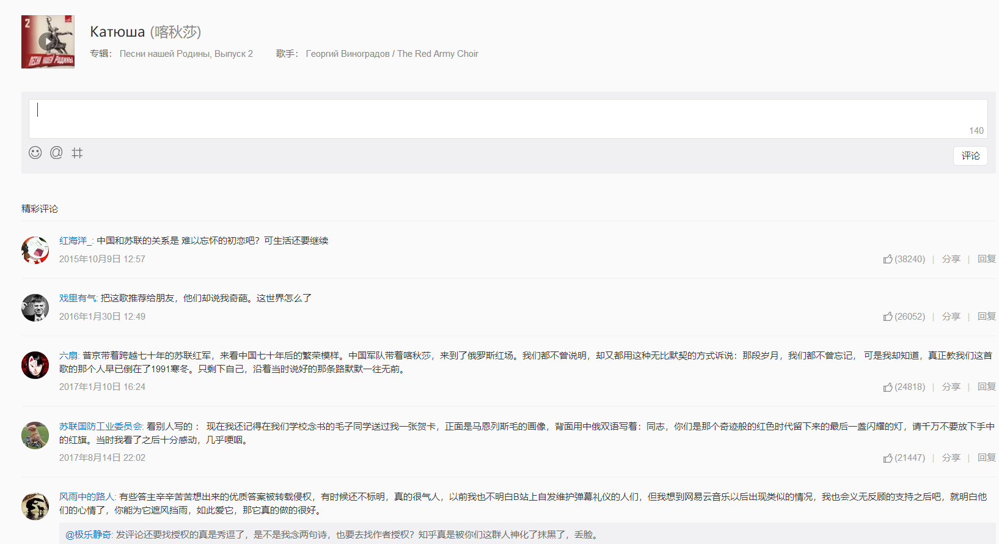 2
ПЕСНИ НАШЕЙ РОДИНЫ
Катюша (喀秋莎)
专辑： Песни нашей Родины, Выпуск 2 歌手： Георгий Виноградов / The Red Army Choir
140
评论
精彩评论
红海洋_: 中国和苏联的关系是 难以忘怀的初恋吧？可生活还要继续
2015年10月9日 12:57 (38240) | 分享 | 回复
戏里有气: 把这歌推荐给朋友，他们却说我奇葩。这世界怎么了
2016年1月30日 12:49 (26052) | 分享 | 回复
六扇: 普京带着跨越七十年的苏联红军，来看中国七十年后的繁荣模样。中国军队带着喀秋莎，来到了俄罗斯红场。我们都不曾说明，却又都用这种无比默契的方式诉说：那段岁月，我们都不曾忘记， 可是我却知道，真正教我们这首
歌的那个人早已倒在了1991寒冬。只剩下自己，沿着当时说好的那条路默默一往无前。
2017年1月10日 16:24 (24818) | 分享 | 回复
苏联国防工业委员会: 看别人写的： 现在我还记得在我们学校念书的毛子同学送过我一张贺卡，正面是马恩列斯毛的画像，背面用中俄双语写着：同志，你们是那个奇迹般的红色时代留下来的最后一盏闪耀的灯，请千万不要放下手中
的红旗。当时我看了之后十分感动，几乎哽咽。
2017年8月14日 22:02 (21447) | 分享 | 回复
风雨中的路人: 有些答主辛辛苦苦想出来的优质答案被转载侵权，有时候还不标明，真的很气人，以前我也不明白B站上自发维护弹幕礼仪的人们，但我想到网易云音乐以后出现类似的情况，我也会义无反顾的支持之后吧，就明白他
们的心情了，你能为它遮风挡雨，如此爱它，那它真的做的很好。
@极乐静奇: 发评论还要找授权的真是秀逗了，是不是我念两句诗，也要去找作者授权？知乎真是被你们这群人神化了抹黑了，丢脸。